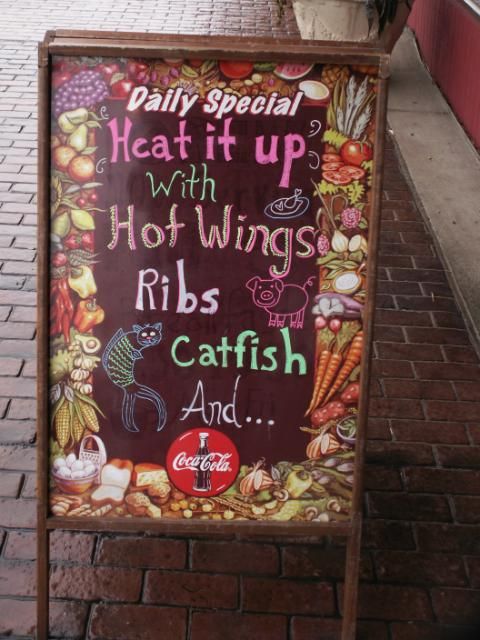 Daily Special
Heat it up
With
Hot Wings
Ribs
Catfish
And...
Coca-Cola